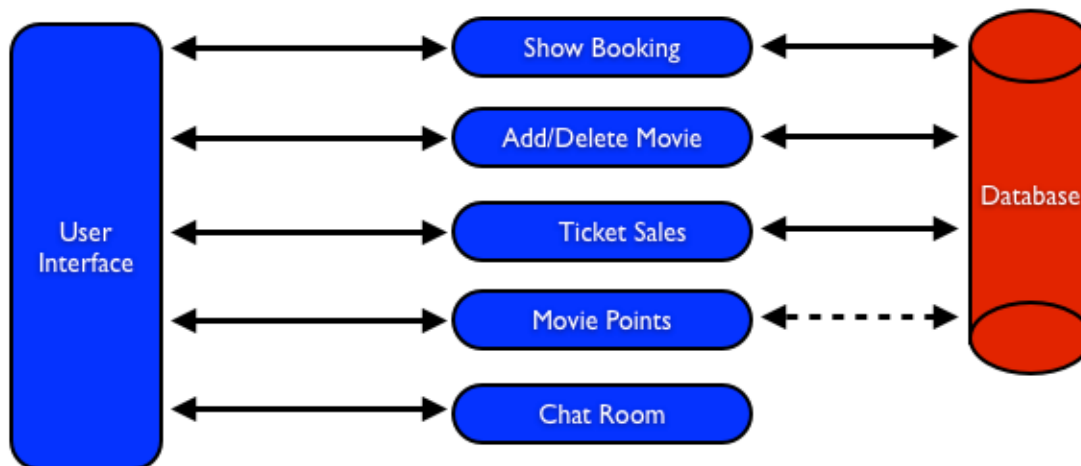 Show Booking
Add/Delete Movie
Database
User
Interface
Ticket Sales
Movie Points
Chat Room